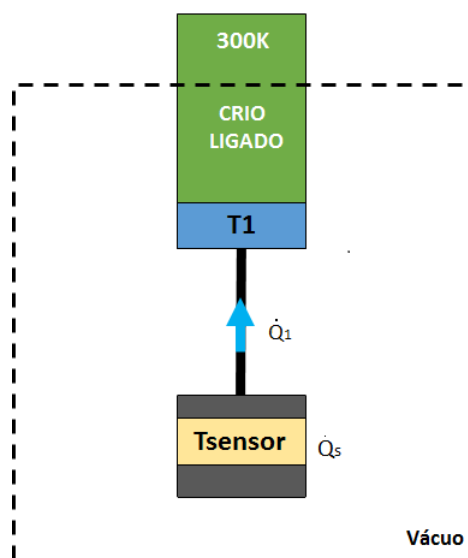 300K
CRIO
LIGADO
T1
Q̇₁
Tsensor
Q̇s
Vácuo